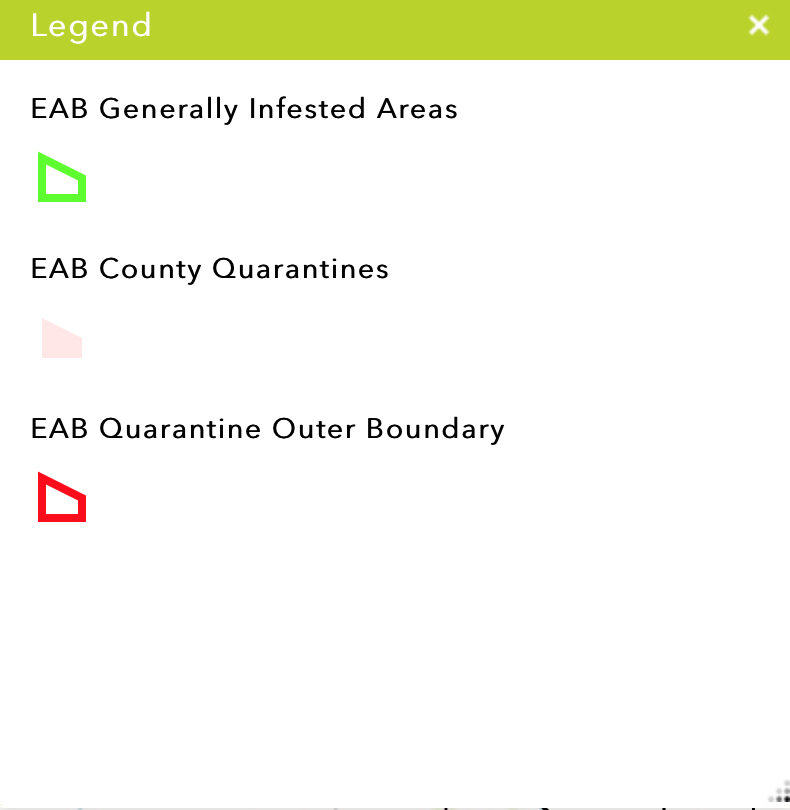 Legend
EAB Generally Infested Areas
EAB County Quarantines
EAB Quarantine Outer Boundary